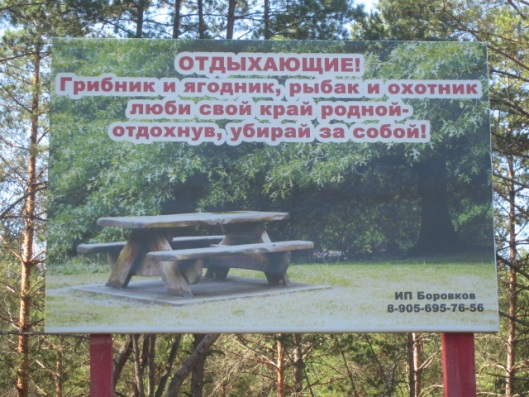 ОТДЫХАЮЩИЕ!
Грибник и ягодник, рыбак и охотник
люби свой край родной-
отдохнув, убирай за собой!
ИП Боровков
8-905-695-76-56